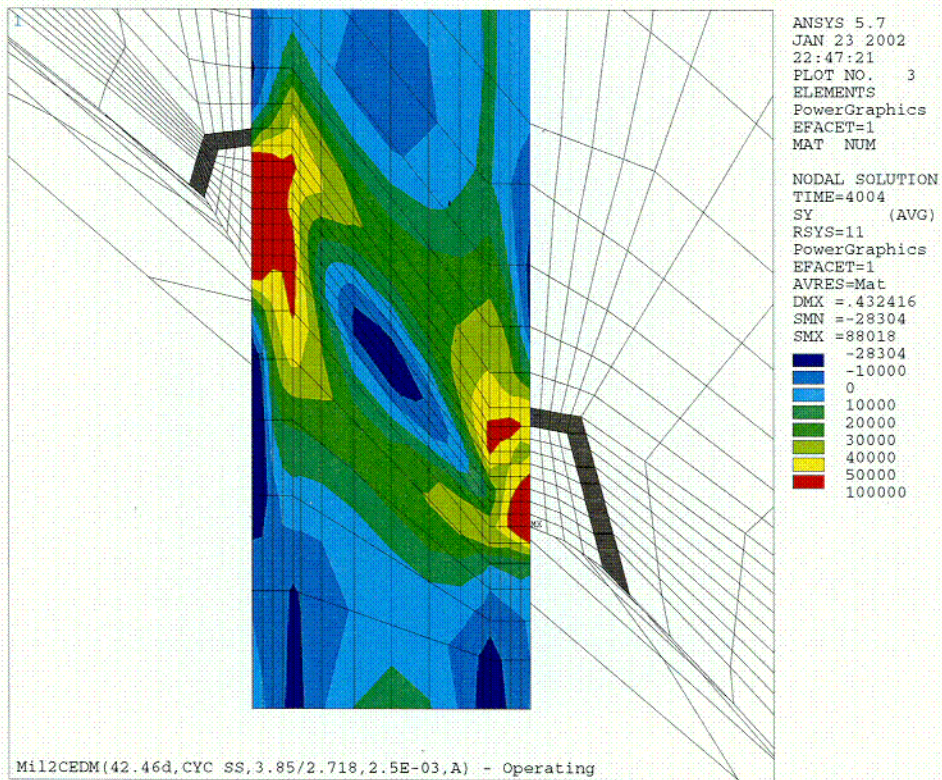 1
ANSYS 5.7
JAN 23 2002
22:47:21
PLOT NO. 3
ELEMENTS
PowerGraphics
EFACET=1
MAT NUM
NODAL SOLUTION
TIME=4004
SY (AVG)
RSYS=11
PowerGraphics
EFACET=1
AVRES=Mat
DMX =.432416
SMN =-28304
SMX =88018
-28304
-10000
0
10000
20000
30000
40000
50000
100000
MX
Mil2CEDM(42.46d,CYC SS,3.85/2.718,2.5E-03,A) - Operating